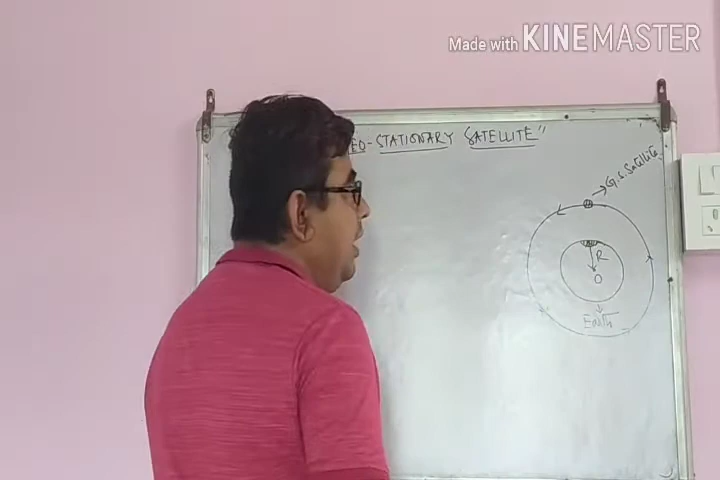 Made with KINEMASTER
EO-STATIONARY SATELLITE"
G.S. Satellite
R
O
Earth